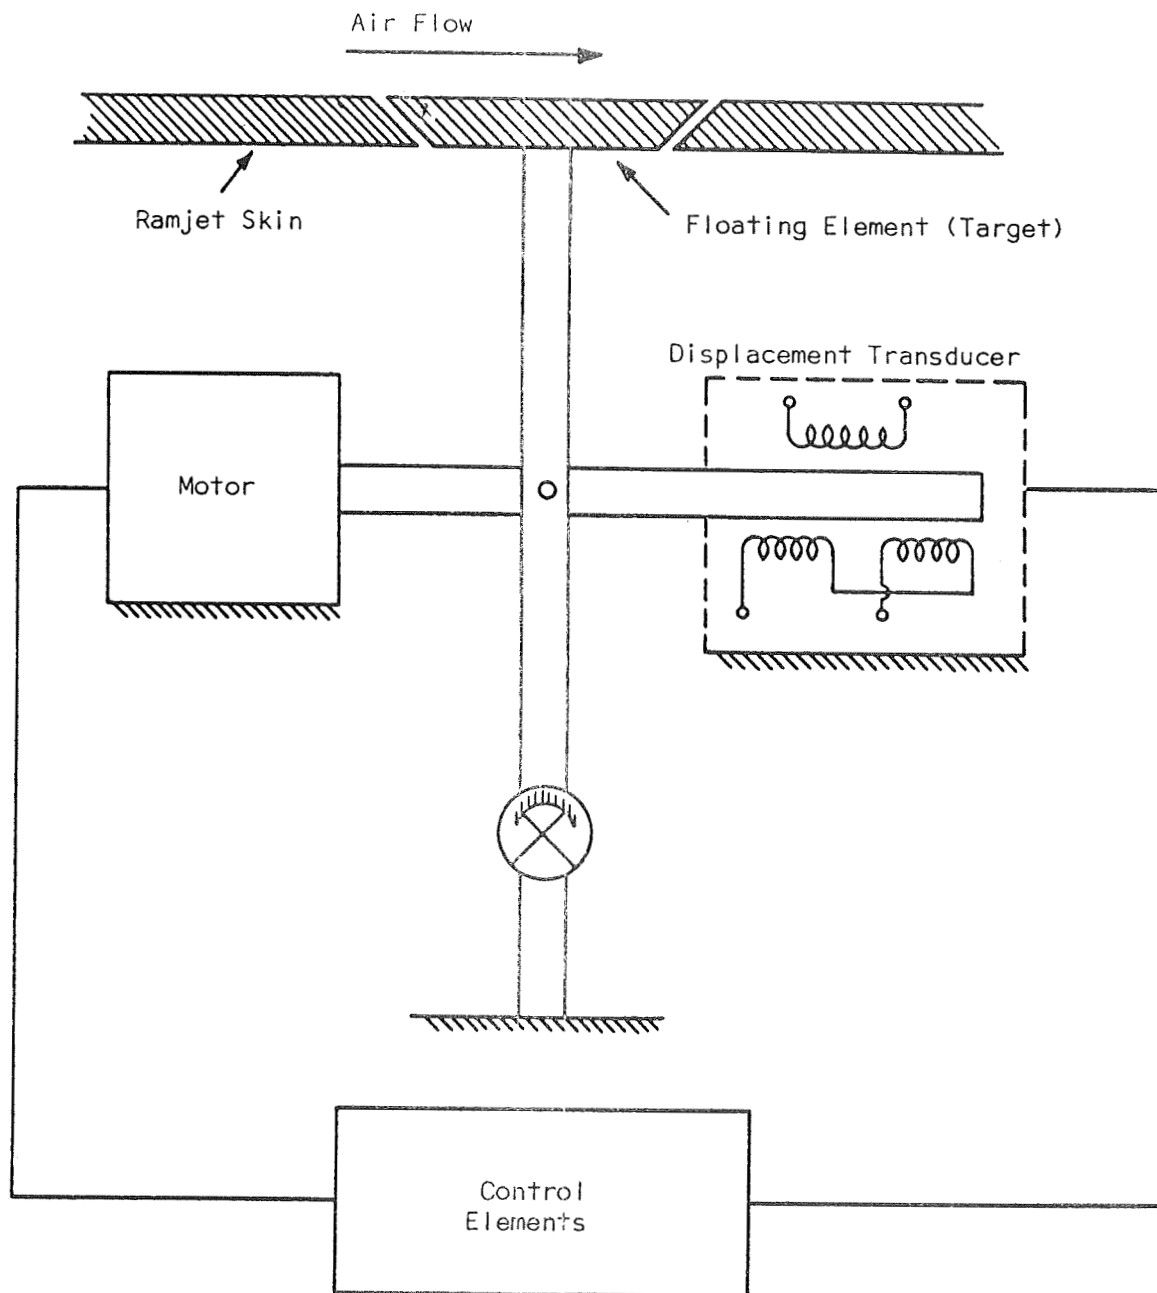 Air Flow
Ramjet Skin
Floating Element (Target)
Displacement Transducer
Motor
Control
Elements